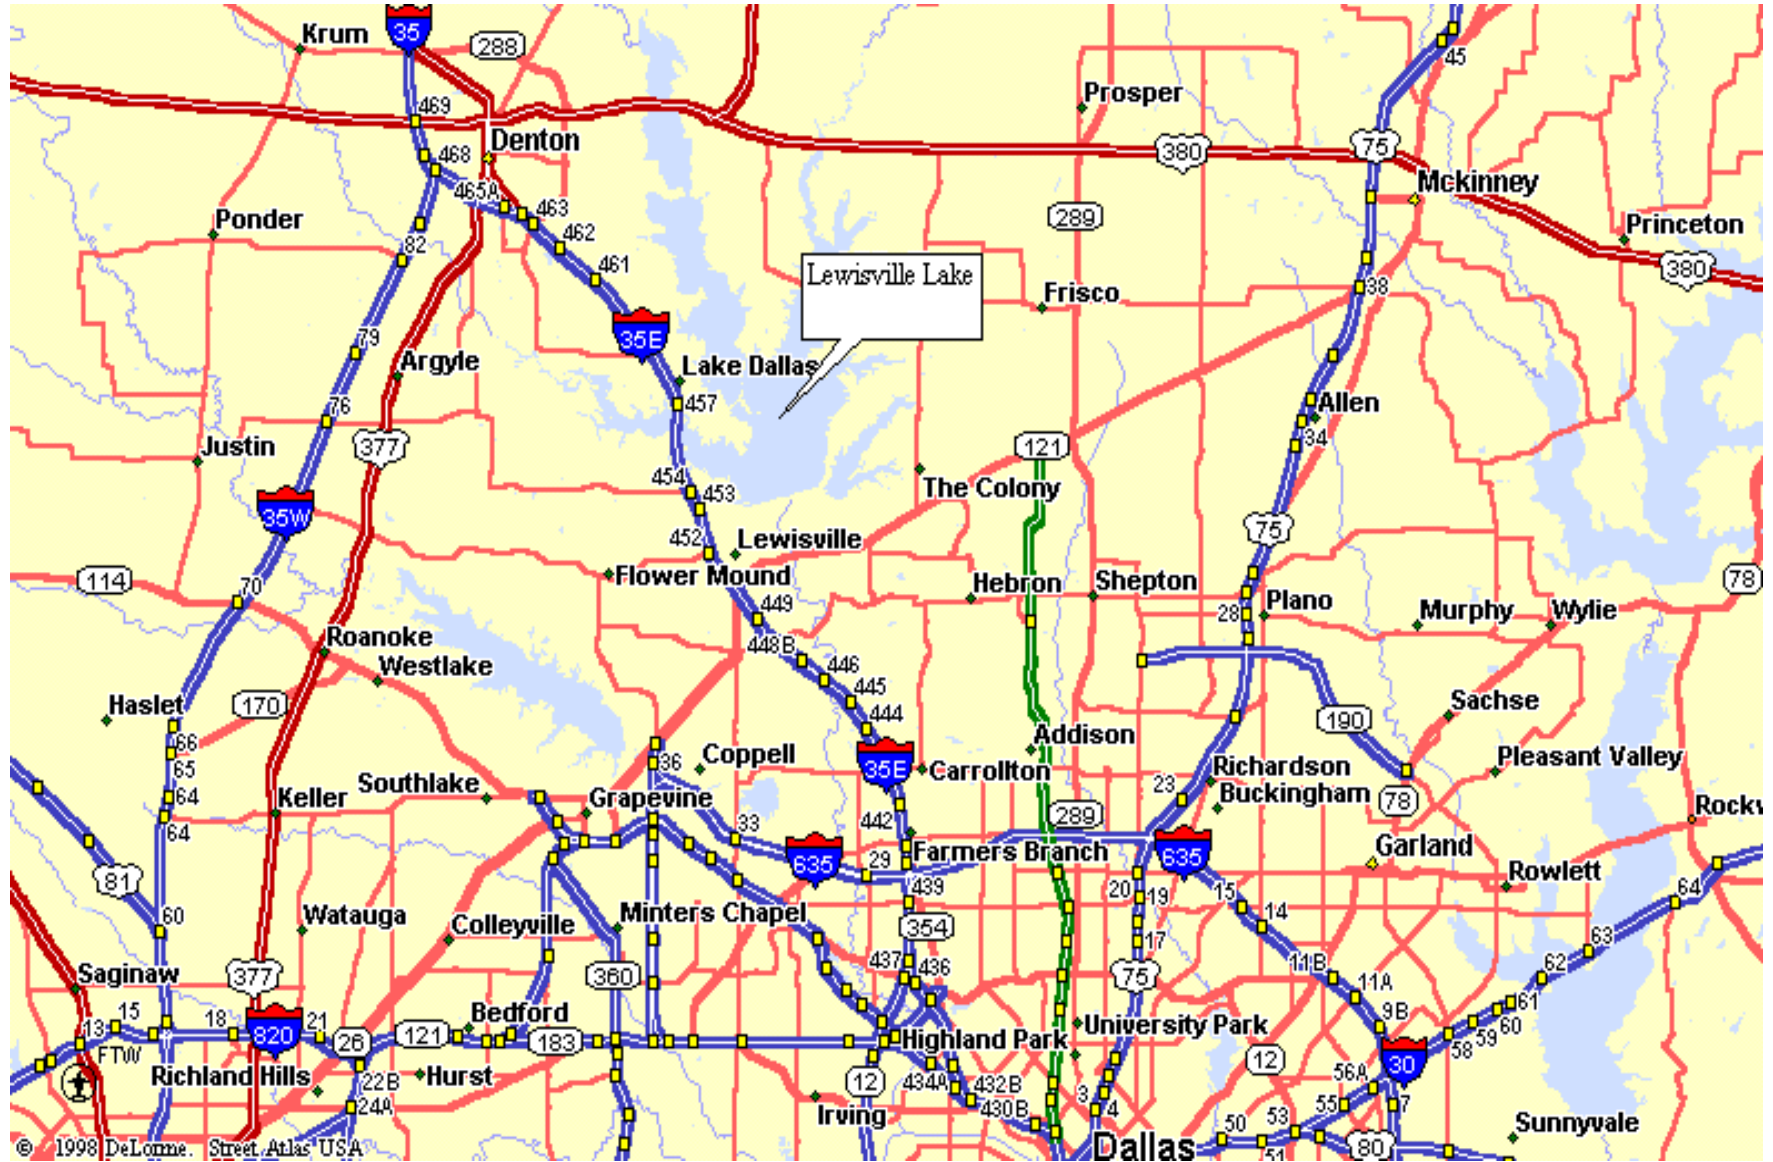 35
Krum
288
45
Prosper
469
Denton
380
75
468
465A
Mckinney
463
289
Ponder
462
Princeton
82
461
380
Lewisville Lake
38
Frisco
35E
79
Lake Dallas
Argyle
457
76
Allen
34
377
121
Justin
454
453
The Colony
35W
75
452
Lewisville
114
70
Flower Mound
Hebron
Shepton
78
449
28
Plano
Murphy
Wylie
Roanoke
448B
Westlake
446
445
Haslet
170
444
Sachse
190
66
36
Coppell
Addison
65
35E
Carrollton
Richardson
Pleasant Valley
64
Southlake
23
Buckingham
78
Keller
Grapevine
289
Rockw
64
33
442
635
29
Farmers Branch
635
Garland
81
439
20
19
15
Rowlett
64
60
Watauga
Colleyville
Minters Chapel
354
14
17
63
437
436
11B
62
Saginaw
377
360
75
11A
61
15
18
820
21
Bedford
9B
60
59
13
FTW
26
121
183
Highland Park
University Park
12
58
30
Richland Hills
22B
Hurst
12
434A
432B
56A
24A
Irving
430B
3
4
55
7
50
53
Sunnyvale
© 1998 DeLorme. Street Atlas USA
Dallas
51
80